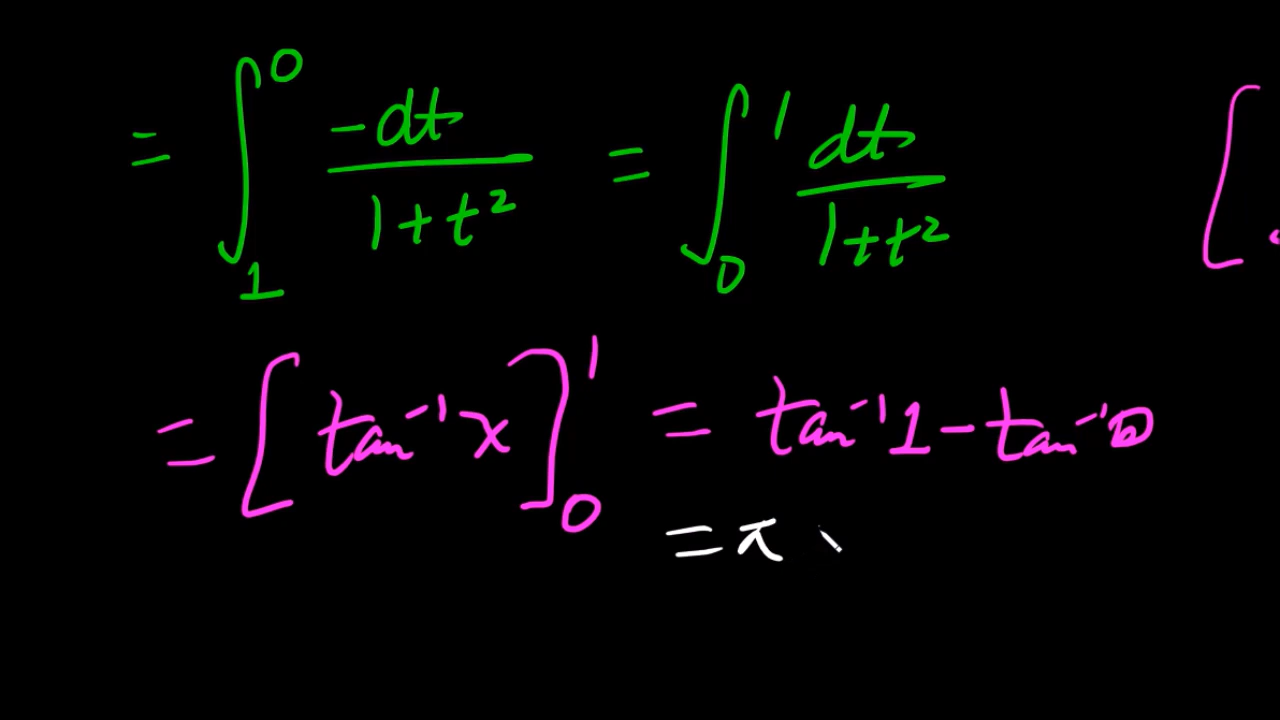 = ∫₁⁰ -dt/(1+t²) = ∫₀¹ dt/(1+t²) [
= [tan⁻¹x]₀¹ = tan⁻¹1 - tan⁻¹0
= π